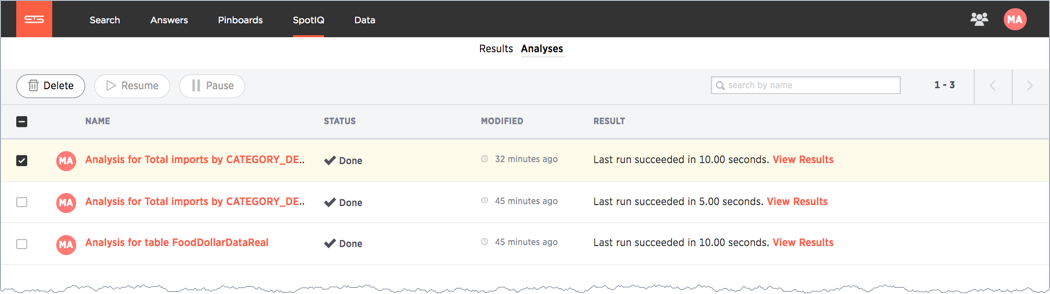 Search Answers Pinboards SpotIQ Data MA
Results Analyses
Delete Resume Pause search by name 1 - 3
NAME STATUS MODIFIED RESULT
MA Analysis for Total imports by CATEGORY_DE.. Done 32 minutes ago Last run succeeded in 10.00 seconds. View Results
MA Analysis for Total imports by CATEGORY_DE.. Done 45 minutes ago Last run succeeded in 5.00 seconds. View Results
MA Analysis for table FoodDollarDataReal Done 45 minutes ago Last run succeeded in 10.00 seconds. View Results